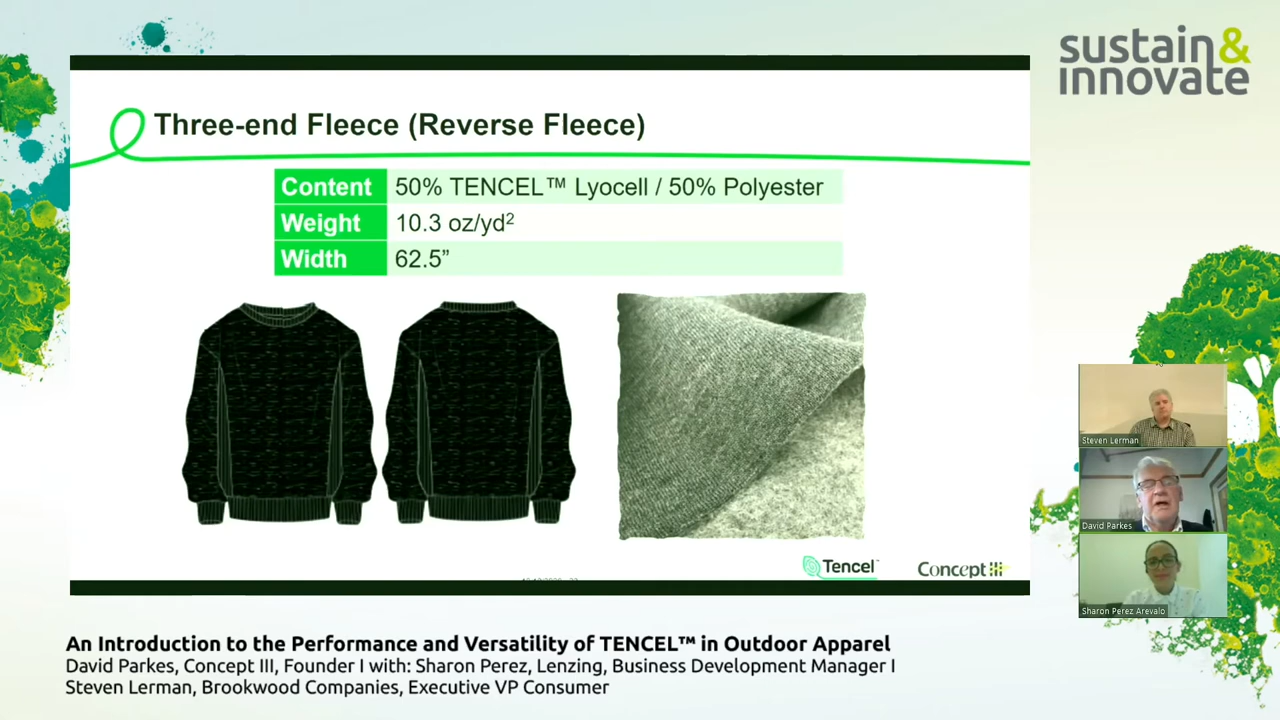 sustain&
innovate
Three-end Fleece (Reverse Fleece)
Content 50% TENCEL™ Lyocell / 50% Polyester
Weight 10.3 oz/yd²
Width 62.5”
Tencel™
Concept III
Steven Lerman
David Parkes
Sharon Perez Arevalo
An Introduction to the Performance and Versatility of TENCEL™ in Outdoor Apparel
David Parkes, Concept III, Founder I with: Sharon Perez, Lenzing, Business Development Manager I
Steven Lerman, Brookwood Companies, Executive VP Consumer